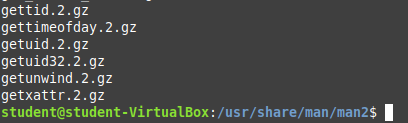 gettid.2.gz
gettimeofday.2.gz
getuid.2.gz
getuid32.2.gz
getunwind.2.gz
getxattr.2.gz
student@student-VirtualBox:/usr/share/man/man2$